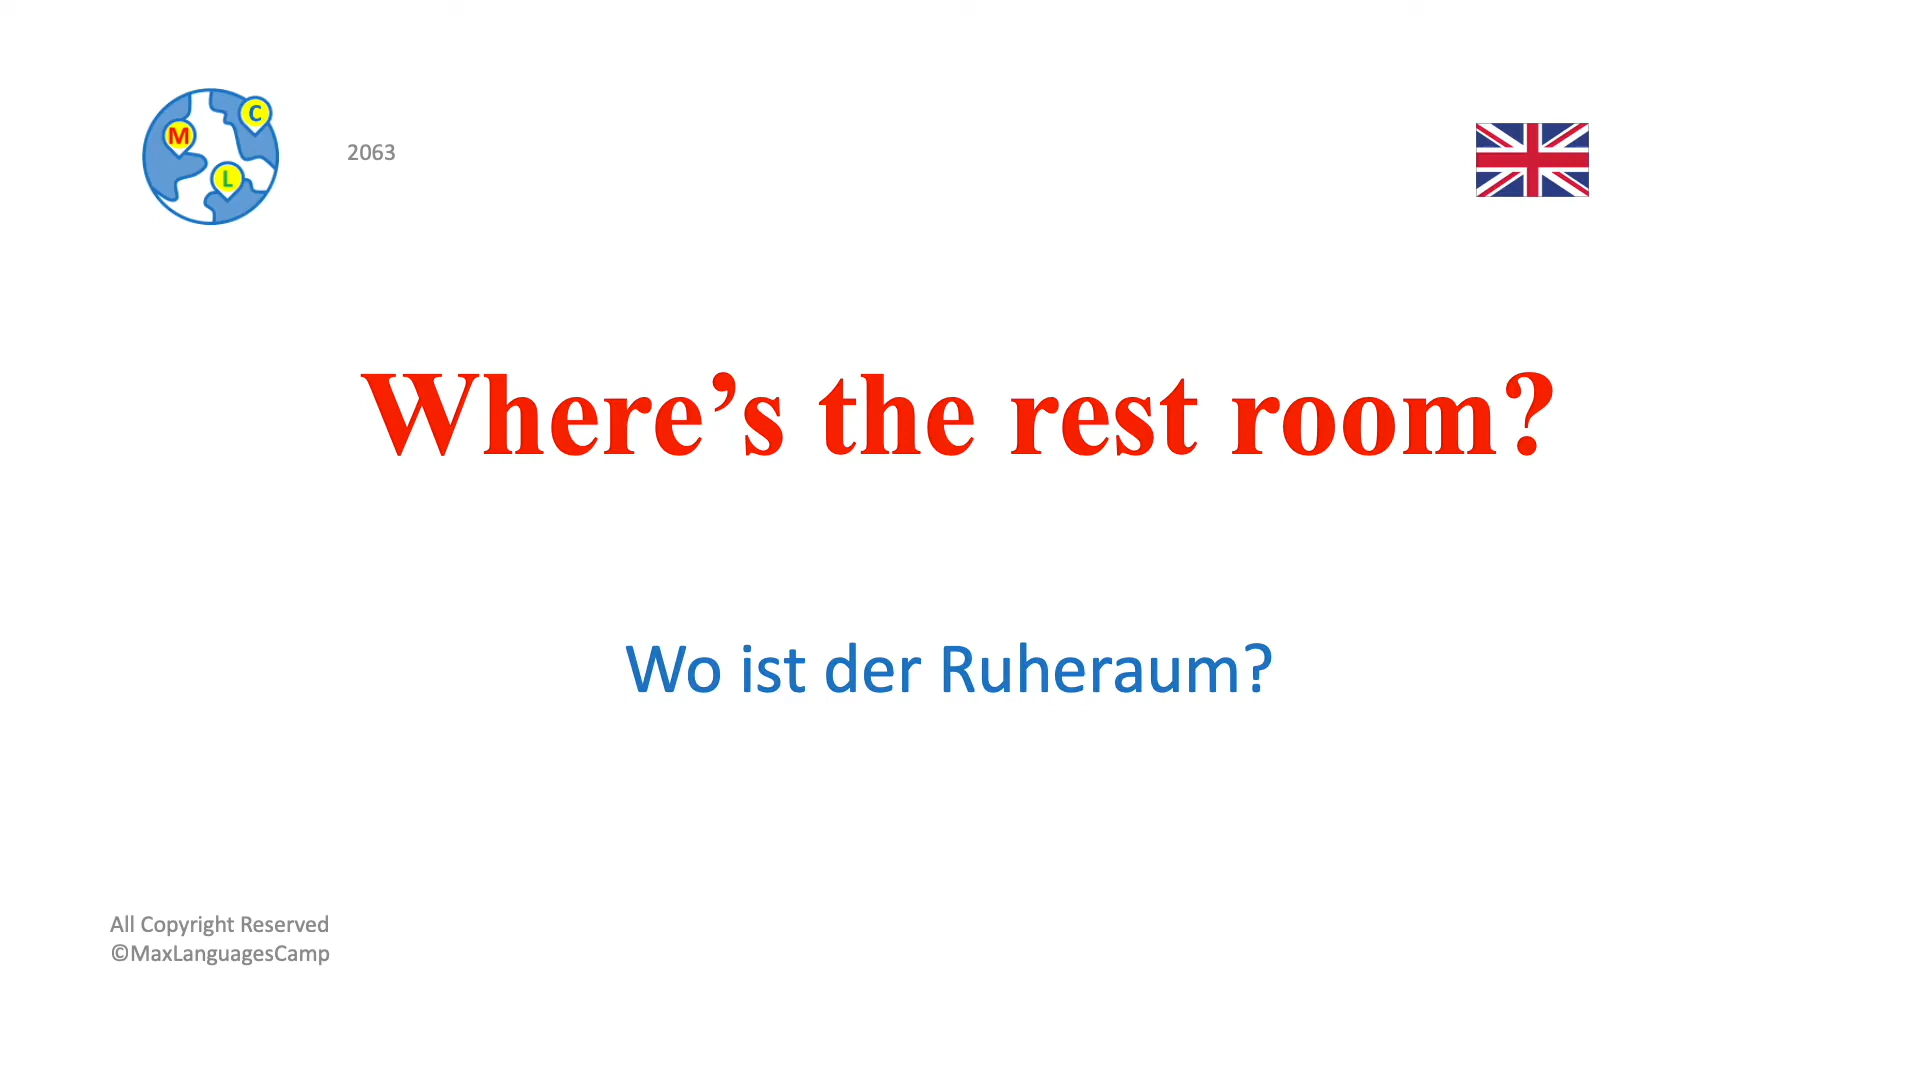 M
C
L
2063
Where’s the rest room?
Wo ist der Ruheraum?
All Copyright Reserved
©MaxLanguagesCamp